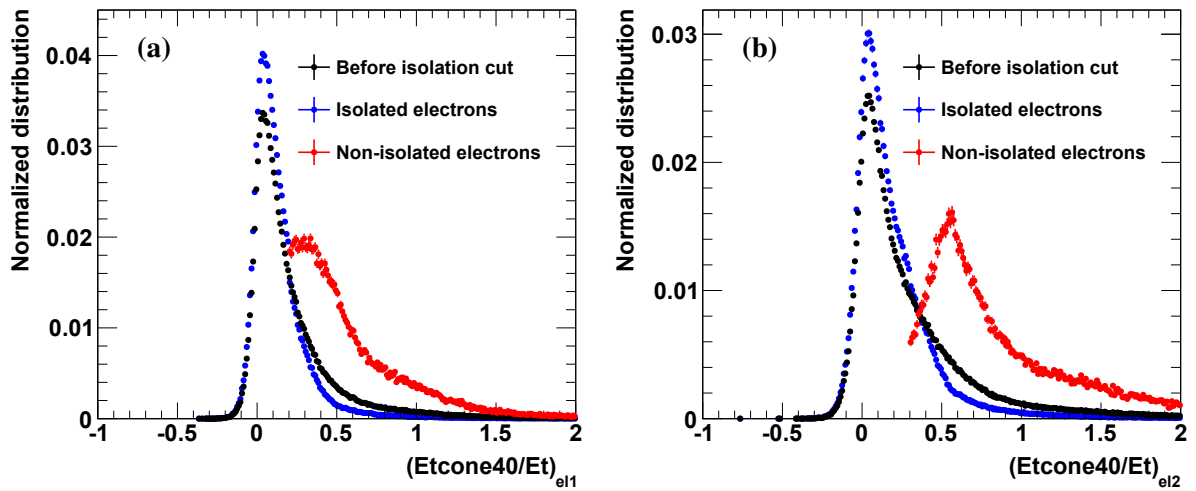 Normalized distribution
0.04
0.03
0.02
0.01
0
(a)
Before isolation cut
Isolated electrons
Non-isolated electrons
-1 -0.5 0 0.5 1 1.5 2
(Etcone40/Et)el1
Normalized distribution
0.03
0.02
0.01
0
(b)
Before isolation cut
Isolated electrons
Non-isolated electrons
-1 -0.5 0 0.5 1 1.5 2
(Etcone40/Et)el2